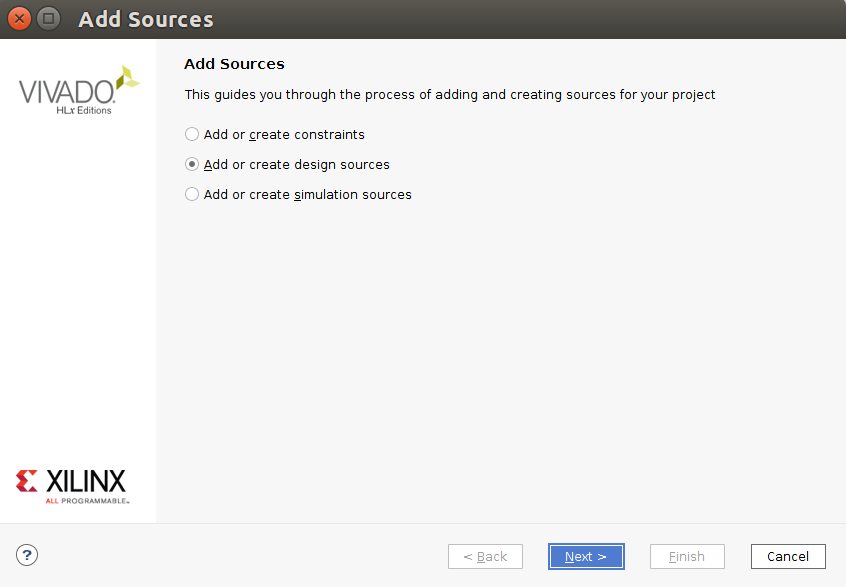 Add Sources
VIVADO.
HLx Editions
Add Sources
This guides you through the process of adding and creating sources for your project
Add or create constraints
Add or create design sources
Add or create simulation sources
XILINX
ALL PROGRAMMABLE™
?
< Back
Next >
Finish
Cancel